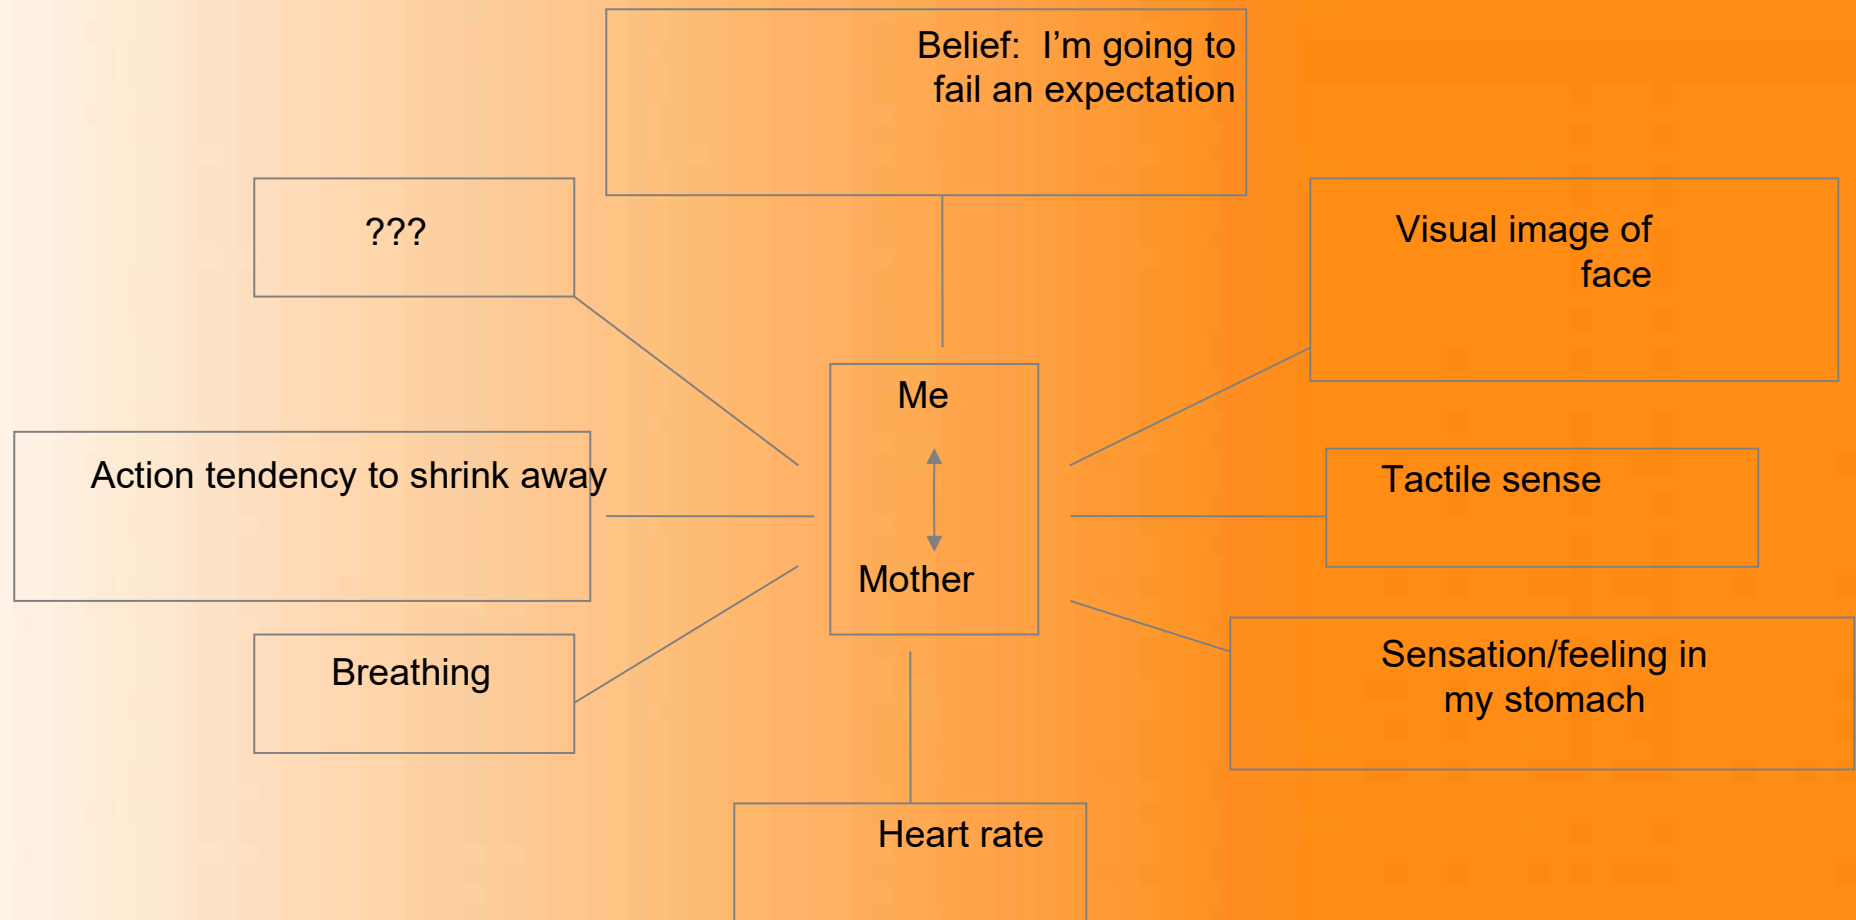 Belief:  I’m going to
fail an expectation
???
Visual image of
face
Me
Action tendency to shrink away
Tactile sense
Mother
Breathing
Sensation/feeling in
my stomach
Heart rate